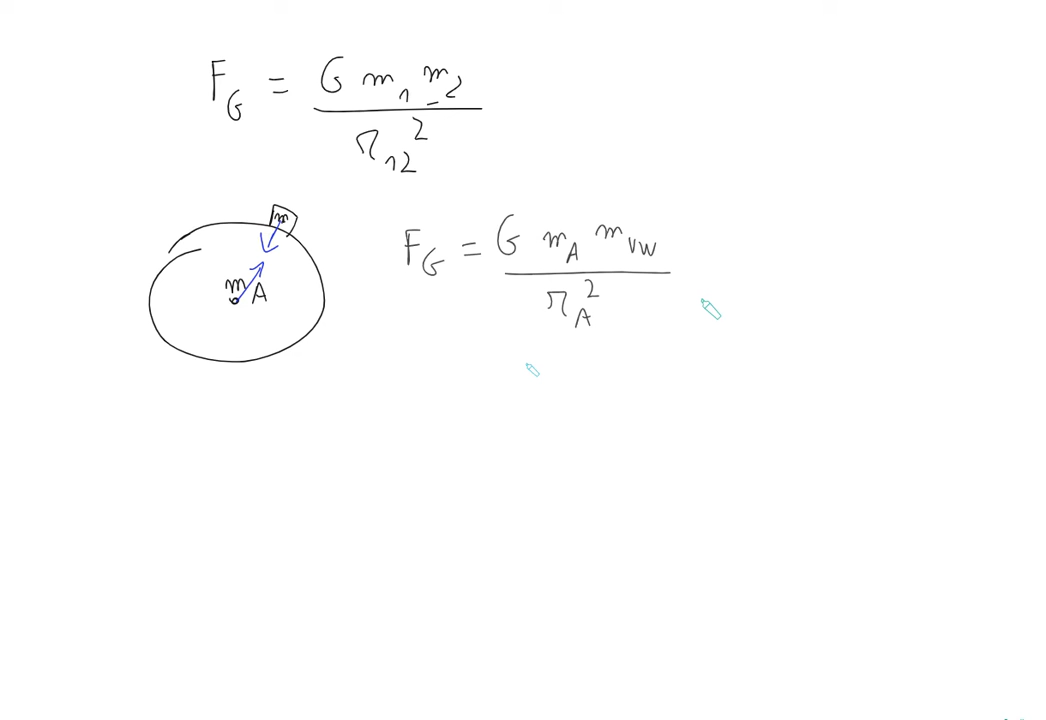 F_G = G m_1 m_2 / r_12^2
m
F_G = G m_A m_VW / r_A^2
m_A